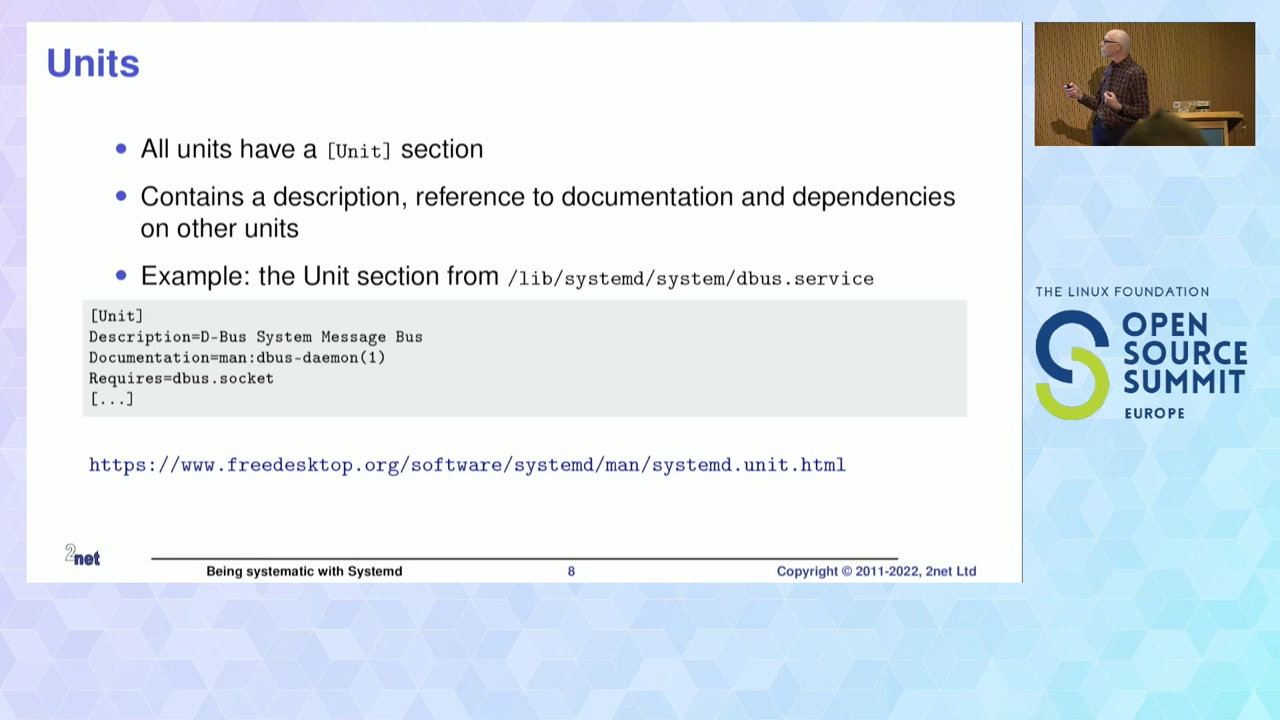 Units
• All units have a [Unit] section
• Contains a description, reference to documentation and dependencies
on other units
• Example: the Unit section from /lib/systemd/system/dbus.service
[Unit]
Description=D-Bus System Message Bus
Documentation=man:dbus-daemon(1)
Requires=dbus.socket
[...]
https://www.freedesktop.org/software/systemd/man/systemd.unit.html
2net
Being systematic with Systemd
8
Copyright © 2011-2022, 2net Ltd
THE LINUX FOUNDATION
OPEN
SOURCE
SUMMIT
EUROPE